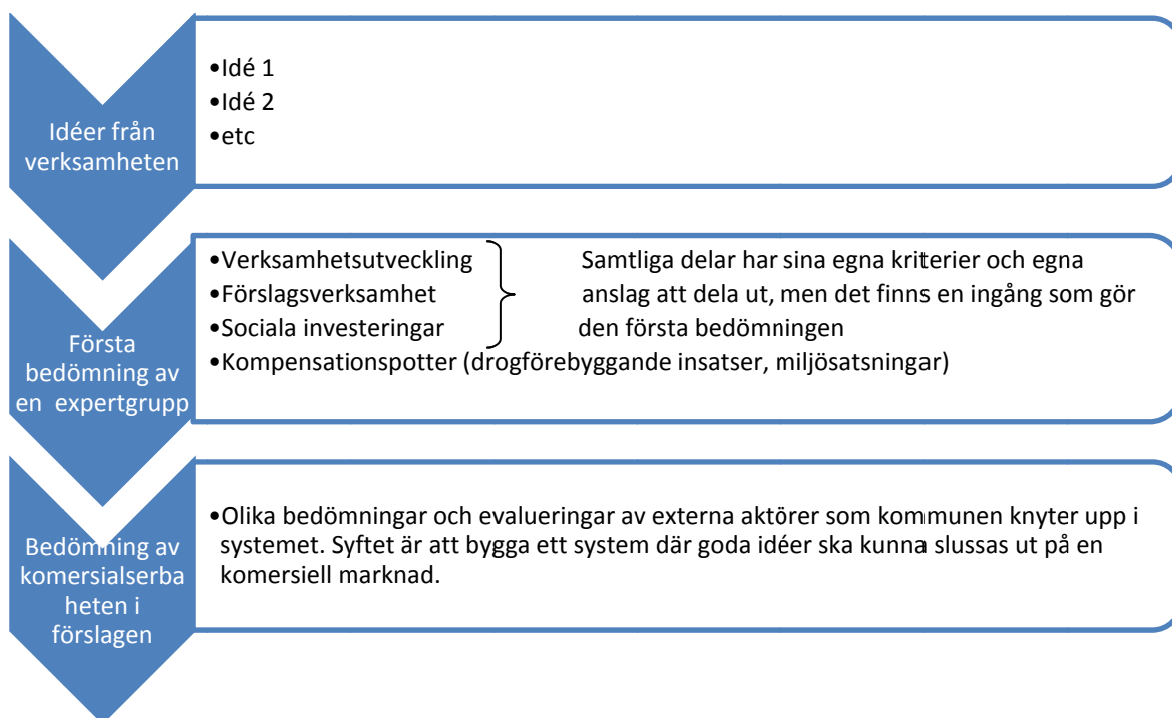 Idéer från
verksamheten
•Idé 1
•Idé 2
•etc
Första
bedömning av
en expertgrupp
•Verksamhetsutveckling
•Förslagsverksamhet
•Sociala investeringar
Samtliga delar har sina egna kriterier och egna
anslag att dela ut, men det finns en ingång som gör
den första bedömningen
•Kompensationspotter (drogförebyggande insatser, miljösatsningar)
Bedömning av
komersialserba
heten i
förslagen
•Olika bedömningar och evalueringar av externa aktörer som kommunen knyter upp i
systemet. Syftet är att bygga ett system där goda idéer ska kunna slussas ut på en
komersiell marknad.